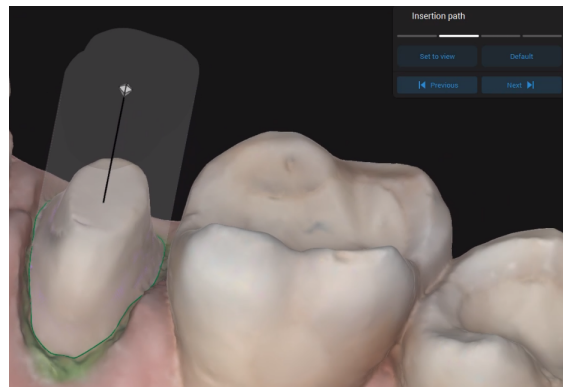 Insertion path
Set to view
Default
Previous
Next